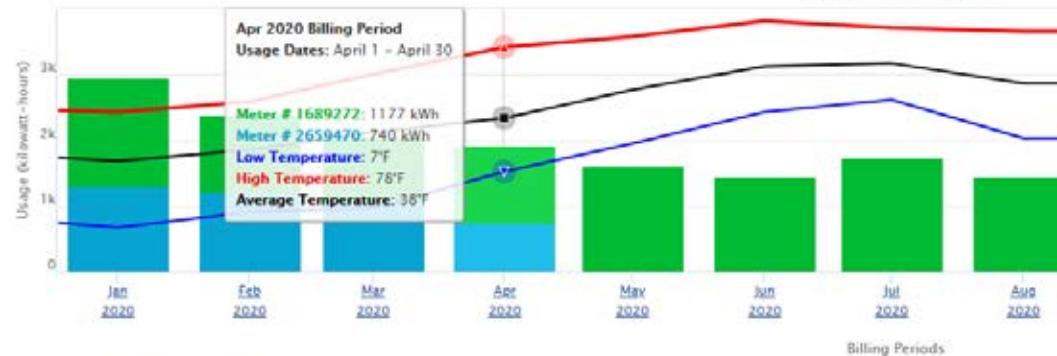 Apr 2020 Billing Period
Usage Dates: April 1 - April 30
Meter # 1689272: 1177 kWh
Meter # 2659470: 740 kWh
Low Temperature: 7°F
High Temperature: 78°F
Average Temperature: 38°F
Usage (kilowatt-hours)
3k
2k
1k
0
Jan 2020
Feb 2020
Mar 2020
Apr 2020
May 2020
Jun 2020
Jul 2020
Aug 2020
Billing Periods